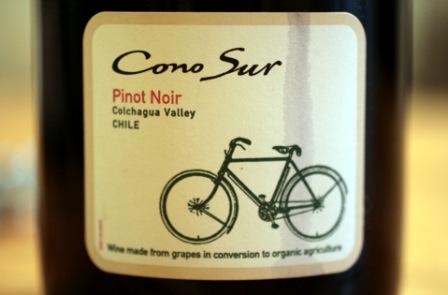 Cono Sur
Pinot Noir
Colchagua Valley
CHILE
Wine made from grapes in conversion to organic agriculture